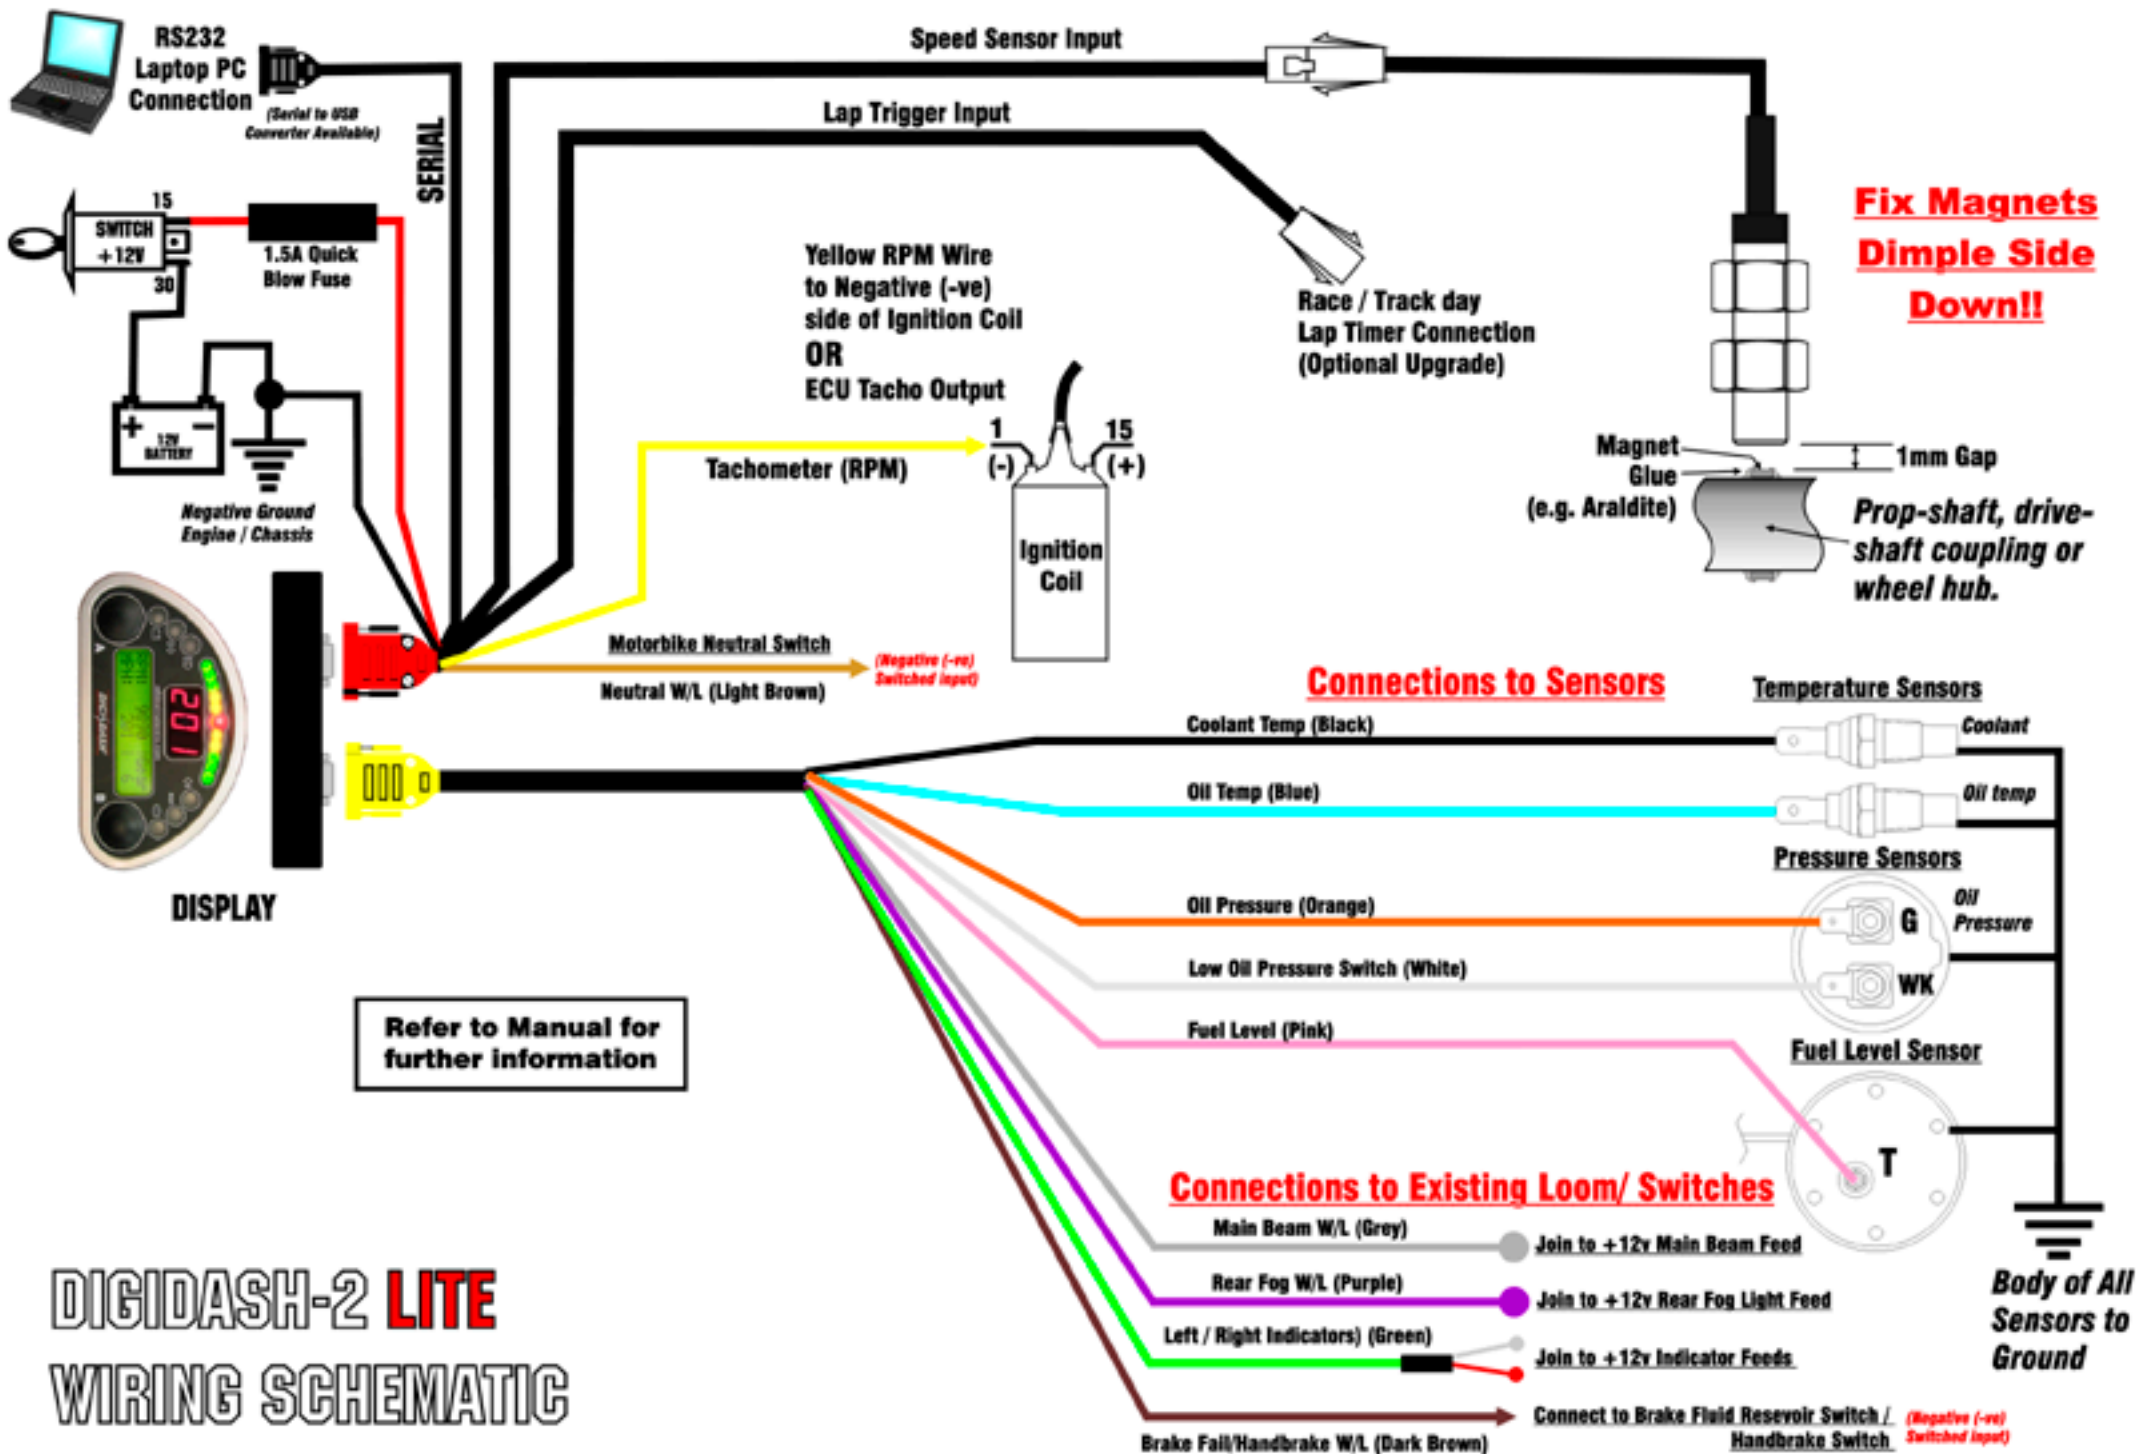 RS232
Laptop PC
Connection
(Serial to USB
Converter Available)
SERIAL
Speed Sensor Input
Lap Trigger Input
15
SWITCH
+12V
30
1.5A Quick
Blow Fuse
+ −
12V
BATTERY
Negative Ground
Engine / Chassis
Yellow RPM Wire
to Negative (-ve)
side of Ignition Coil
OR
ECU Tacho Output
Race / Track day
Lap Timer Connection
(Optional Upgrade)
Fix Magnets
Dimple Side
Down!!
Tachometer (RPM)
1
(-)
15
(+)
Ignition
Coil
Magnet
Glue
(e.g. Araldite)
1mm Gap
Prop-shaft, drive-
shaft coupling or
wheel hub.
Motorbike Neutral Switch
Neutral W/L (Light Brown)
(Negative (-ve)
Switched input)
A
B
102
DISPLAY
Connections to Sensors
Temperature Sensors
Coolant Temp (Black)
Coolant
Oil Temp (Blue)
Oil temp
Pressure Sensors
Oil Pressure (Orange)
G
Oil
Pressure
Low Oil Pressure Switch (White)
WK
Fuel Level (Pink)
Fuel Level Sensor
T
Refer to Manual for
further information
Connections to Existing Loom/ Switches
Main Beam W/L (Grey)
Join to +12v Main Beam Feed
Rear Fog W/L (Purple)
Join to +12v Rear Fog Light Feed
Left / Right Indicators) (Green)
Join to +12v Indicator Feeds
Brake Fail/Handbrake W/L (Dark Brown)
Connect to Brake Fluid Resevoir Switch /
Handbrake Switch
(Negative (-ve)
Switched input)
Body of All
Sensors to
Ground
DIGIDASH-2 LITE
WIRING SCHEMATIC